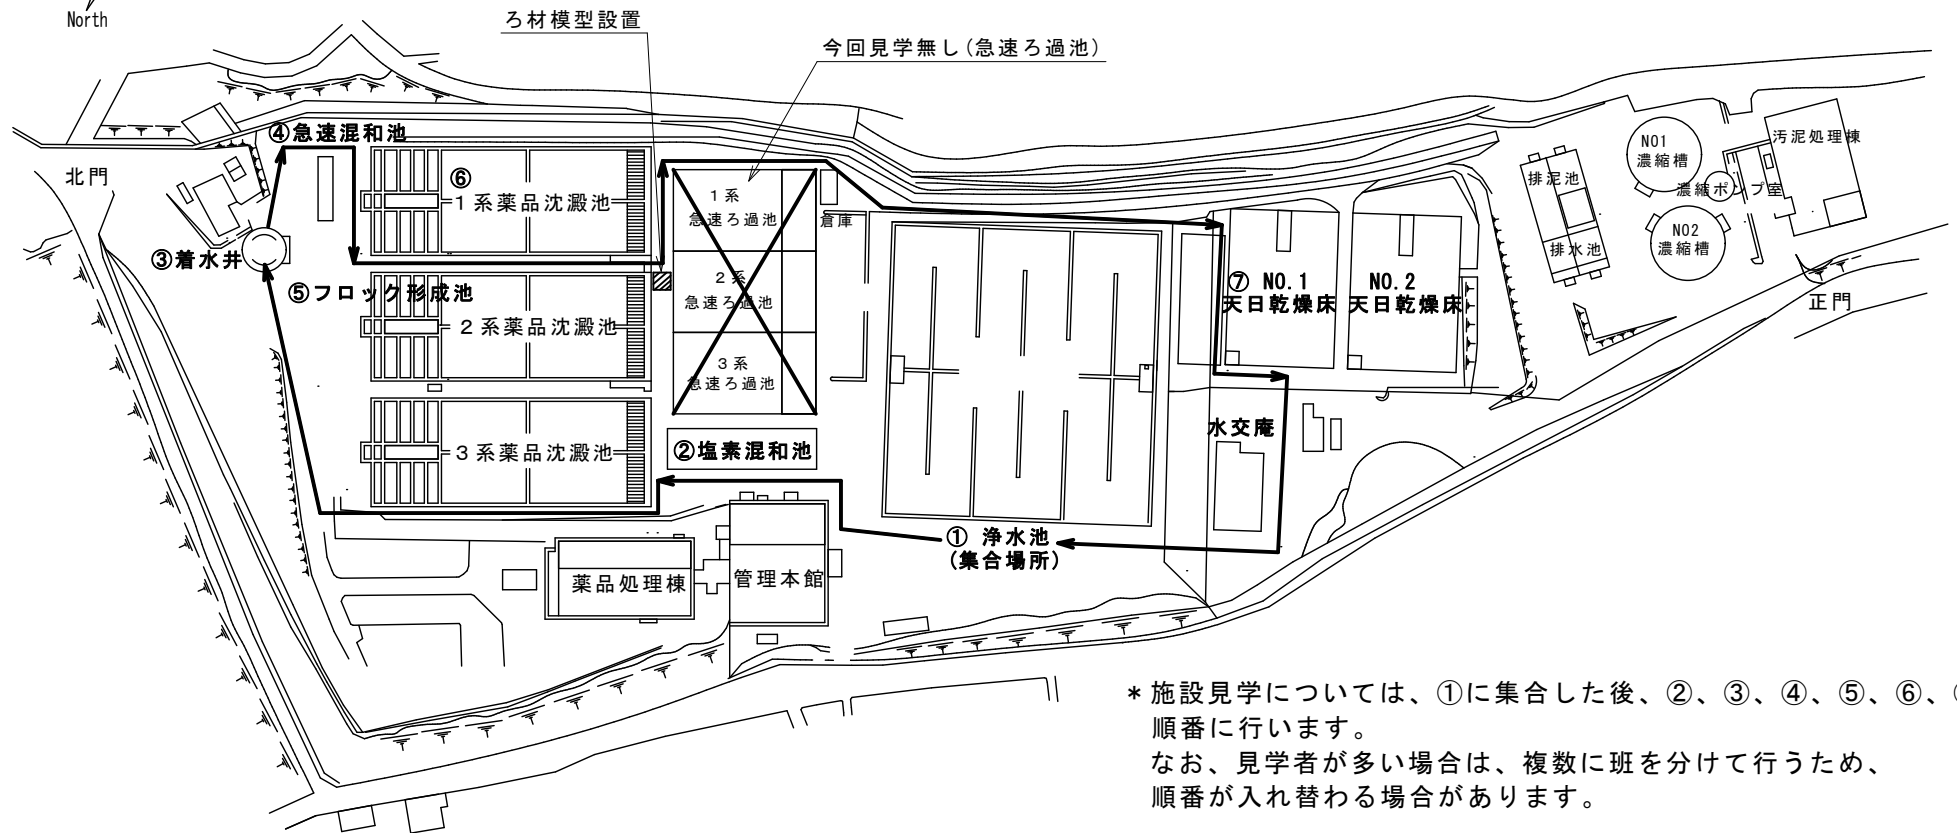 North
ろ材模型設置
今回見学無し(急速ろ過池)
④急速混和池
北門
⑥
1系薬品沈澱池
③着水井
⑤フロック形成池
2系薬品沈澱池
3系薬品沈澱池
1系
急速ろ過池
2系
急速ろ過池
3系
急速ろ過池
倉庫
②塩素混和池
⑦ NO.1
天日乾燥床
NO.2
天日乾燥床
排泥池
排水池
NO1
濃縮槽
濃縮ポンプ室
NO2
濃縮槽
汚泥処理棟
正門
水交庵
① 浄水池
(集合場所)
薬品処理棟
管理本館
*施設見学については、①に集合した後、②、③、④、⑤、⑥、
順番に行います。
なお、見学者が多い場合は、複数に班を分けて行うため、
順番が入れ替わる場合があります。